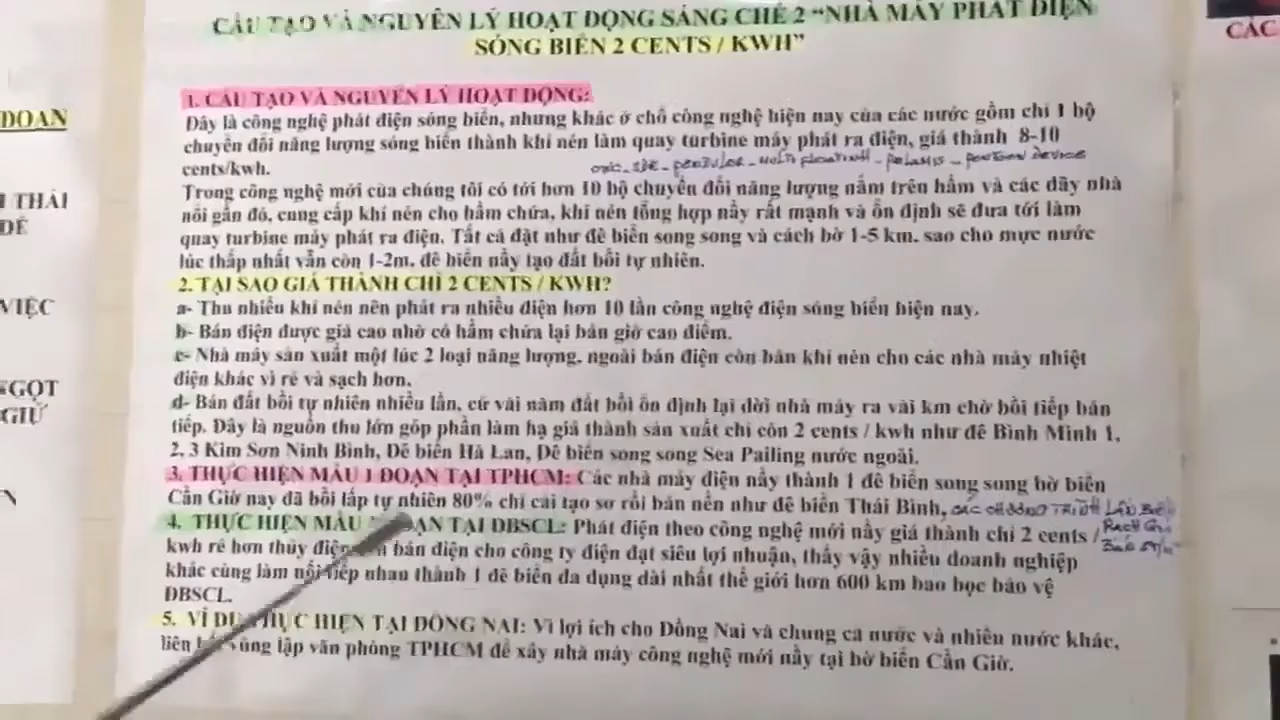 CẤU TẠO VÀ NGUYÊN LÝ HOẠT ĐỘNG SÁNG CHẾ 2 “NHÀ MÁY PHÁT ĐIỆN
SÓNG BIỂN 2 CENTS / KWH”
CÁC
1. CẤU TẠO VÀ NGUYÊN LÝ HOẠT ĐỘNG:
ĐOẠN
Đây là công nghệ phát điện sóng biển, nhưng khác ở chỗ công nghệ hiện nay của các nước gồm chỉ 1 bộ
chuyển đổi năng lượng sóng biển thành khí nén làm quay turbine máy phát ra điện, giá thành 8-10
cents/kwh.
PELAMIS
Trong công nghệ mới của chúng tôi có tới hơn 10 bộ chuyển đổi năng lượng nằm trên hầm và các dãy nhà
THÁI
nổi gần đó, cung cấp khí nén cho hầm chứa, khí nén tổng hợp nầy rất mạnh và ổn định sẽ đưa tới làm
ĐÊ
quay turbine máy phát ra điện. Tất cả đặt như đê biển song song và cách bờ 1-5 km. sao cho mực nước
lúc thấp nhất vẫn còn 1-2m. đê biển nầy tạo đất bồi tự nhiên.
2. TẠI SAO GIÁ THÀNH CHỈ 2 CENTS / KWH?
VIỆC
a- Thu nhiều khí nén nên phát ra nhiều điện hơn 10 lần công nghệ điện sóng biển hiện nay.
b- Bán điện được giá cao nhờ có hầm chứa lại bán giờ cao điểm.
c- Nhà máy sản xuất một lúc 2 loại năng lượng, ngoài bán điện còn bán khí nén cho các nhà máy nhiệt
điện khác vì rẻ và sạch hơn.
NGỌT
d- Bán đất bồi tự nhiên nhiều lần, cứ vài năm đất bồi ổn định lại dời nhà máy ra vài km chờ bồi tiếp bán
GIỮ
tiếp. Đây là nguồn thu lớn góp phần làm hạ giá thành sản xuất chỉ còn 2 cents / kwh như đê Bình Minh 1,
2, 3 Kim Sơn Ninh Bình, Đê biển Hà Lan, Đê biển song song Sea Pailing nước ngoài.
3. THỰC HIỆN MẪU 1 ĐOẠN TẠI TPHCM: Các nhà máy điện nầy thành 1 đê biển song song bờ biển
Cần Giờ nay đã bồi lấp tự nhiên 80% chỉ cải tạo sơ rồi bán nền như đê biển Thái Bình, CÁC CHƯƠNG TRÌNH LẤN BIỂN
RẠCH GIÁ
4. THỰC HIỆN MẪU ĐOẠN TẠI ĐBSCL: Phát điện theo công nghệ mới nầy giá thành chỉ 2 cents /
kwh rẻ hơn thủy điện bán điện cho công ty điện đạt siêu lợi nhuận, thấy vậy nhiều doanh nghiệp
khác cùng làm nối tiếp nhau thành 1 đê biển đa dụng dài nhất thế giới hơn 600 km bao bọc bảo vệ
ĐBSCL.
5. VÍ DỤ THỰC HIỆN TẠI ĐỒNG NAI: Vì lợi ích cho Đồng Nai và chung cả nước và nhiều nước khác,
liên vùng lập văn phòng TPHCM để xây nhà máy công nghệ mới nầy tại bờ biển Cần Giờ.